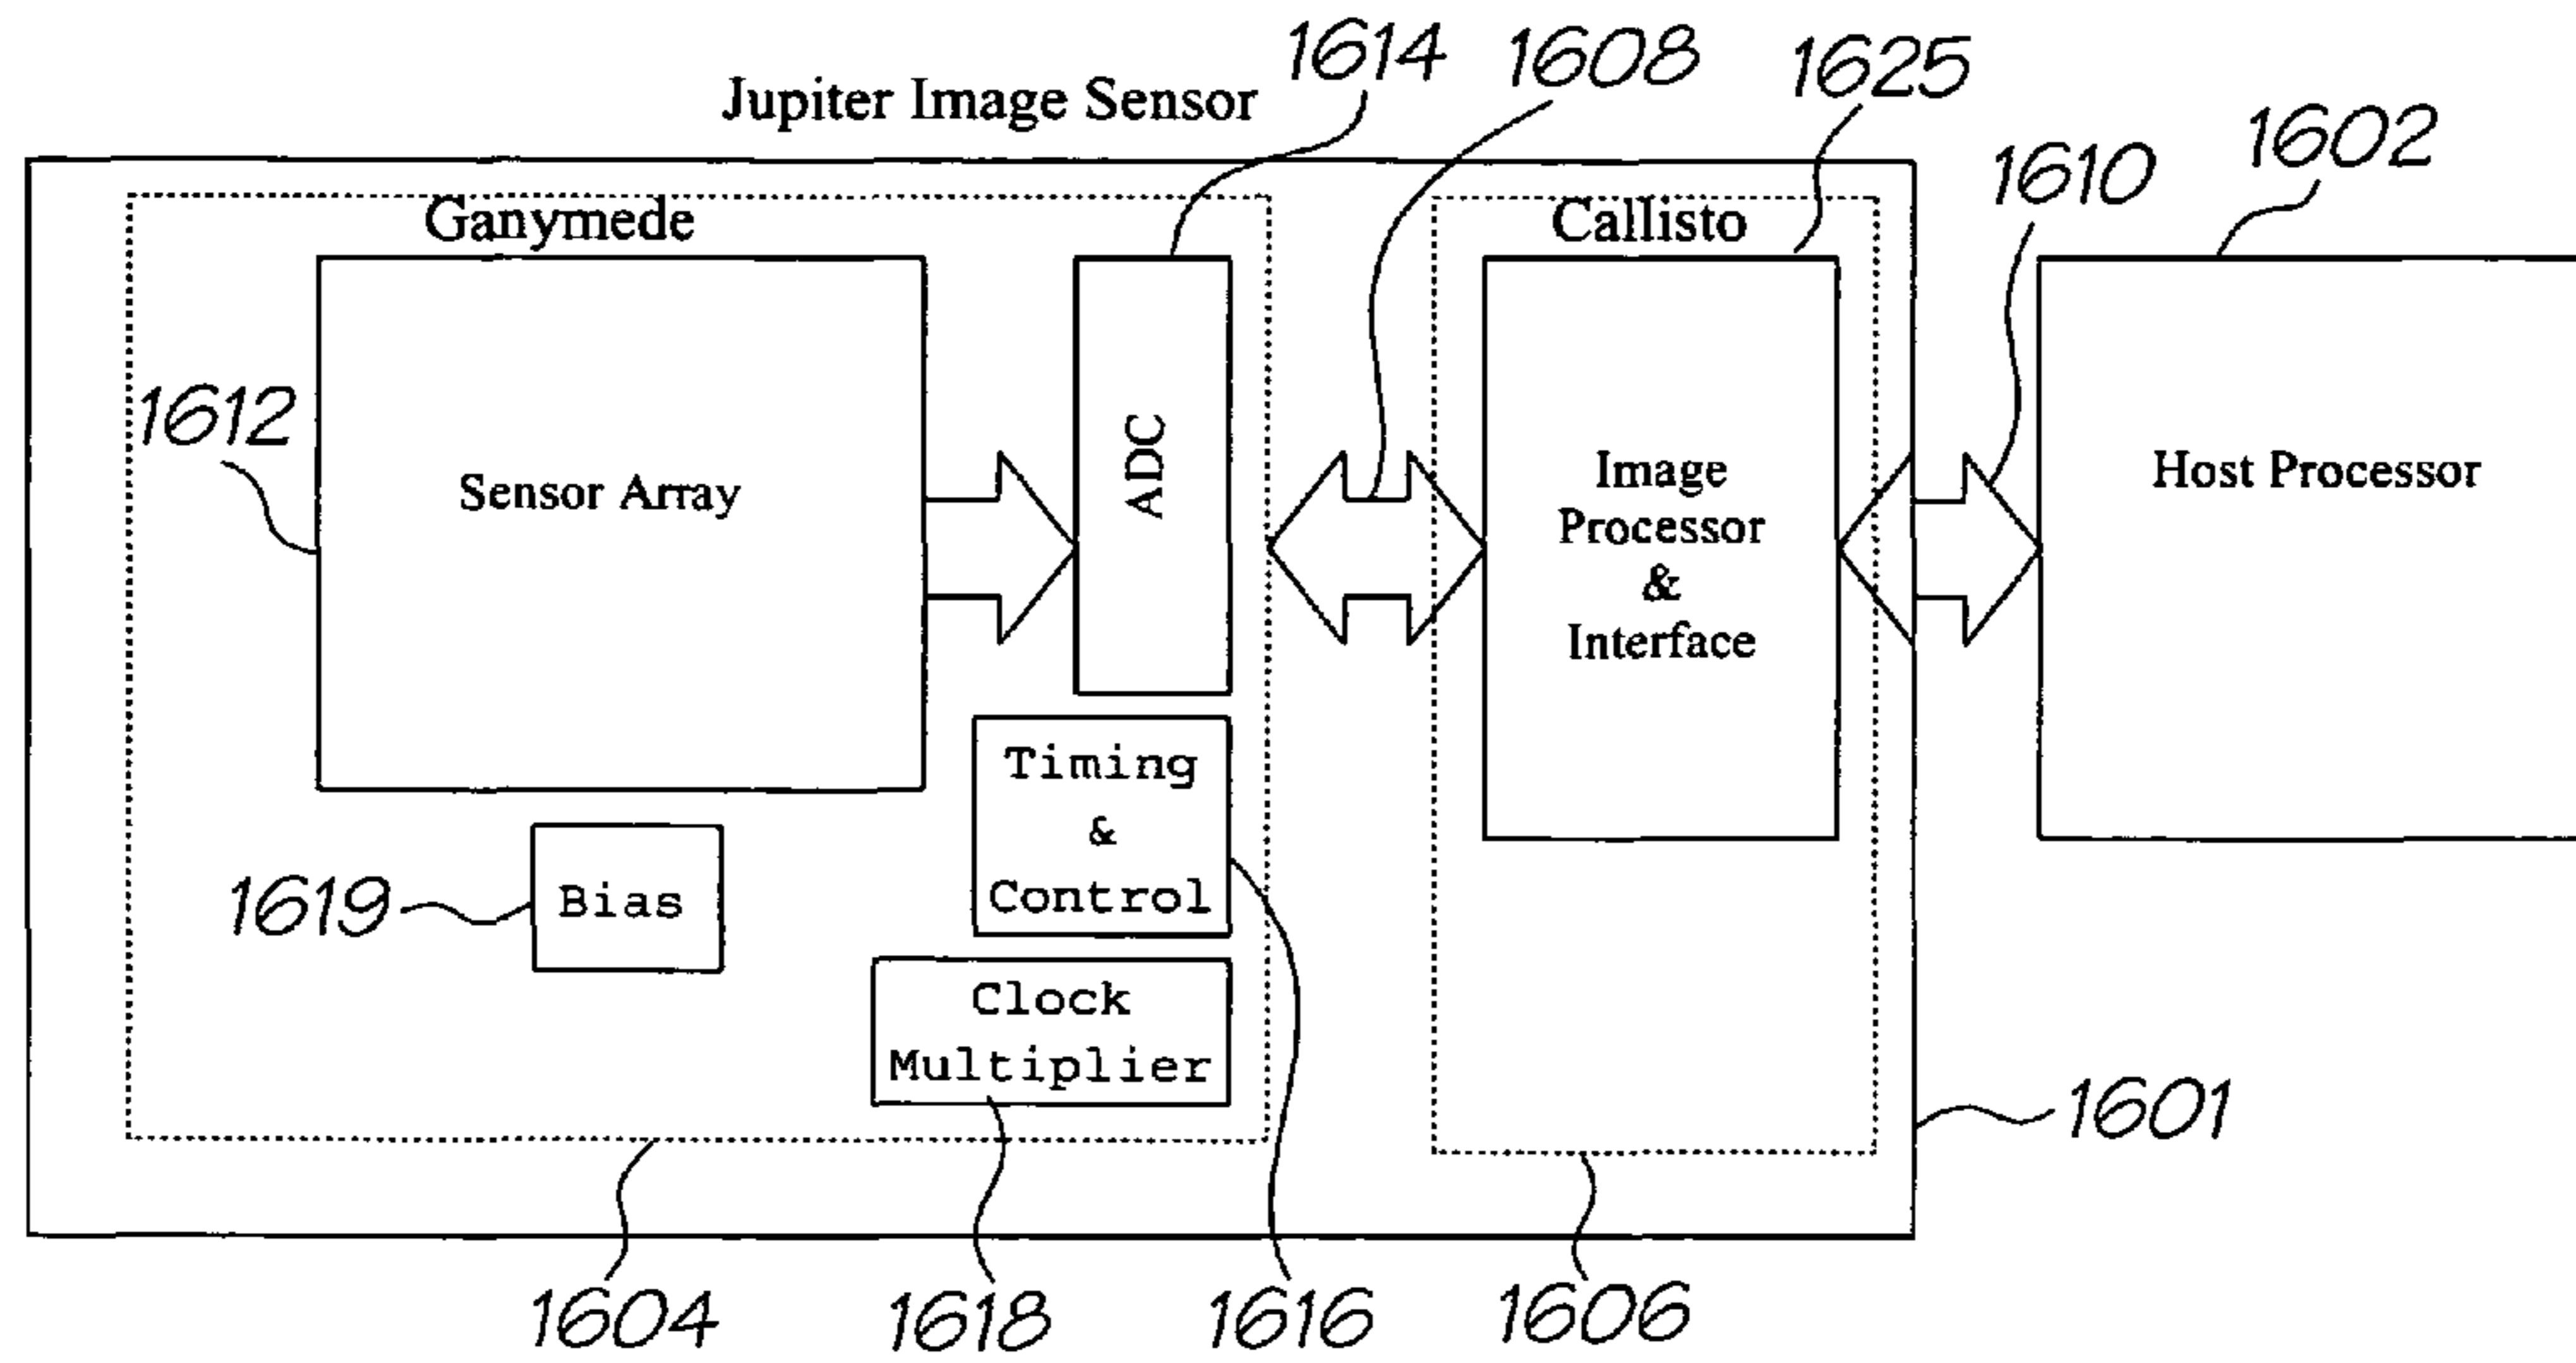 Jupiter Image Sensor
1614
1608
1625
1602
1610
Ganymede
Callisto
1612
Sensor Array
ADC
Image
Processor
&
Interface
Host Processor
Timing
&
Control
1619
Bias
Clock
Multiplier
1601
1604
1618
1616
1606